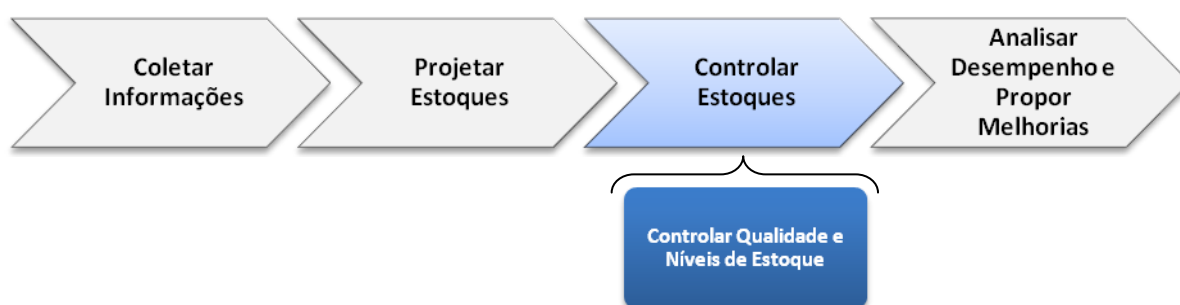 Coletar
Informações
Projetar
Estoques
Controlar
Estoques
Analisar
Desempenho e
Propor
Melhorias
Controlar Qualidade e
Níveis de Estoque